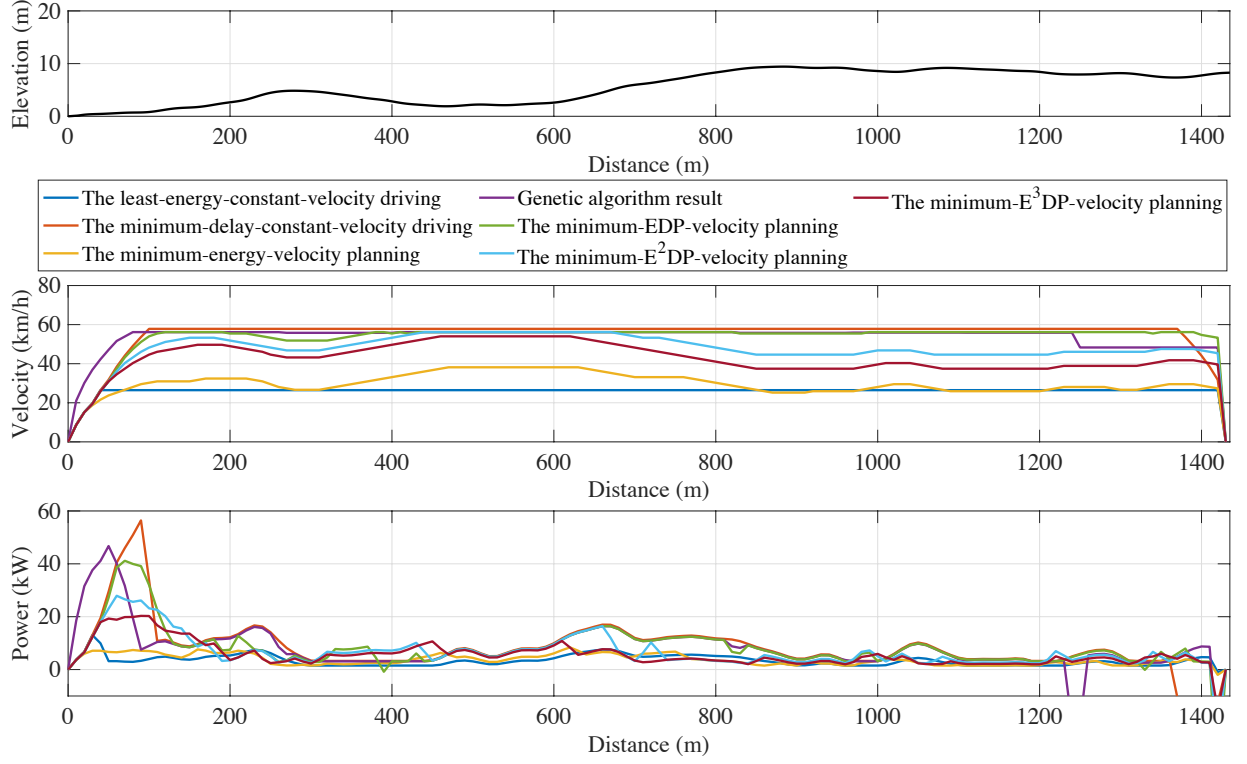 Elevation (m)
20
10
0
0 200 400 600 800 1000 1200 1400
Distance (m)
The least-energy-constant-velocity driving
The minimum-delay-constant-velocity driving
The minimum-energy-velocity planning
Genetic algorithm result
The minimum-EDP-velocity planning
The minimum-E²DP-velocity planning
The minimum-E³DP-velocity planning
Velocity (km/h)
80
60
40
20
0
0 200 400 600 800 1000 1200 1400
Distance (m)
Power (kW)
60
40
20
0
0 200 400 600 800 1000 1200 1400
Distance (m)